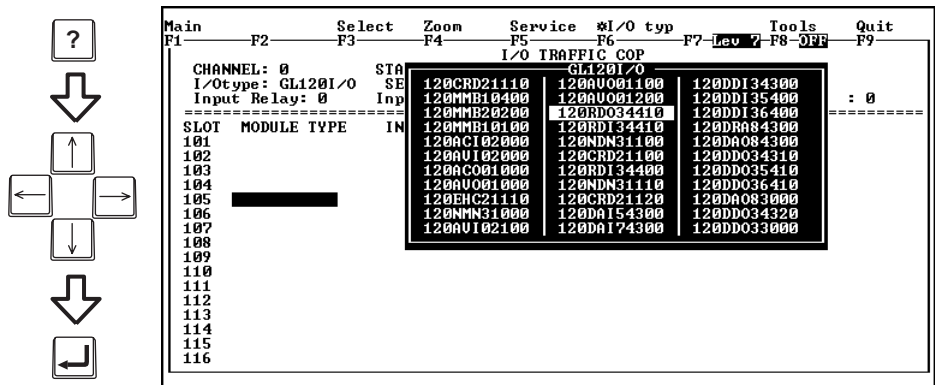 ?
Main Select Zoom Service ✲I/O typ Tools Quit
F1 F2 F3 F4 F5 F6 F7-Lev 7-F8-OFF F9
I/O TRAFFIC COP
CHANNEL: 0 STA GL120I/O
I/Otype: GL120I/O SE 120CRD21110 120AVO01100 120DDI34300
Input Relay: 0 Inp 120MMB10400 120AVO01200 120DDI35400 : 0
120MMB20200 120RDO34410 120DDI36400
SLOT MODULE TYPE IN 120MMB10100 120RDI34410 120DRA84300
101 120ACI02000 120NDN31100 120DAO84300
102 120AVI02000 120CRD21100 120DDO34310
103 120ACO01000 120RDI34400 120DDO35410
104 120AVO01000 120NDN31110 120DDO36410
105 120EHC21110 120CRD21120 120DAO83000
106 120NMN31000 120DAI54300 120DDO34320
107 120AVI02100 120DAI74300 120DDO33000
108
109
110
111
112
113
114
115
116